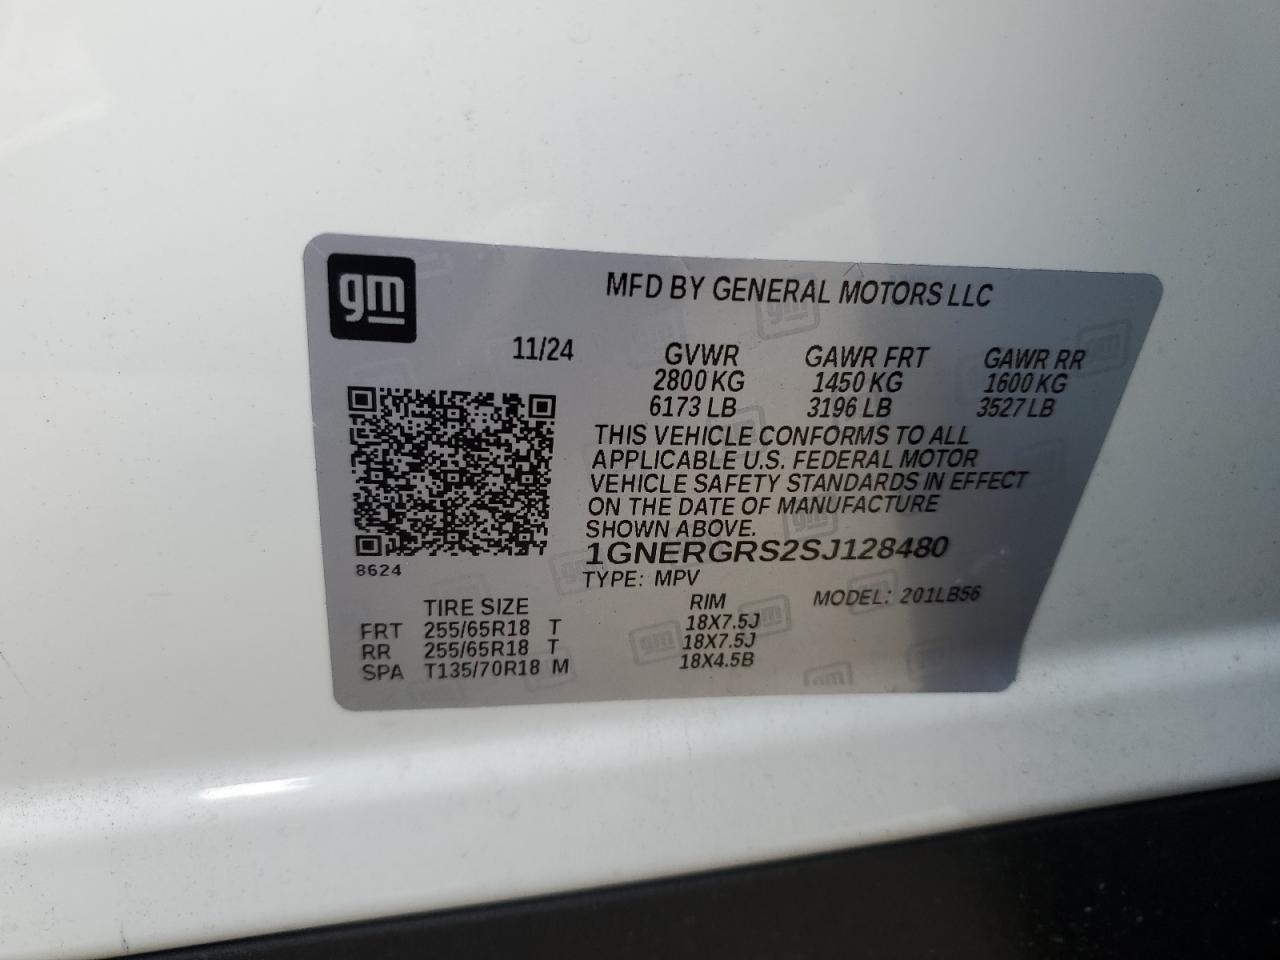 gm
MFD BY GENERAL MOTORS LLC
11/24
GVWR GAWR FRT GAWR RR
2800 KG 1450 KG 1600 KG
6173 LB 3196 LB 3527 LB
THIS VEHICLE CONFORMS TO ALL
APPLICABLE U.S. FEDERAL MOTOR
VEHICLE SAFETY STANDARDS IN EFFECT
ON THE DATE OF MANUFACTURE
SHOWN ABOVE.
1GNERGRS2SJ128480
8624
TYPE: MPV MODEL: 201LB56
TIRE SIZE RIM
FRT 255/65R18 T 18X7.5J
RR 255/65R18 T 18X7.5J
SPA T135/70R18 M 18X4.5B